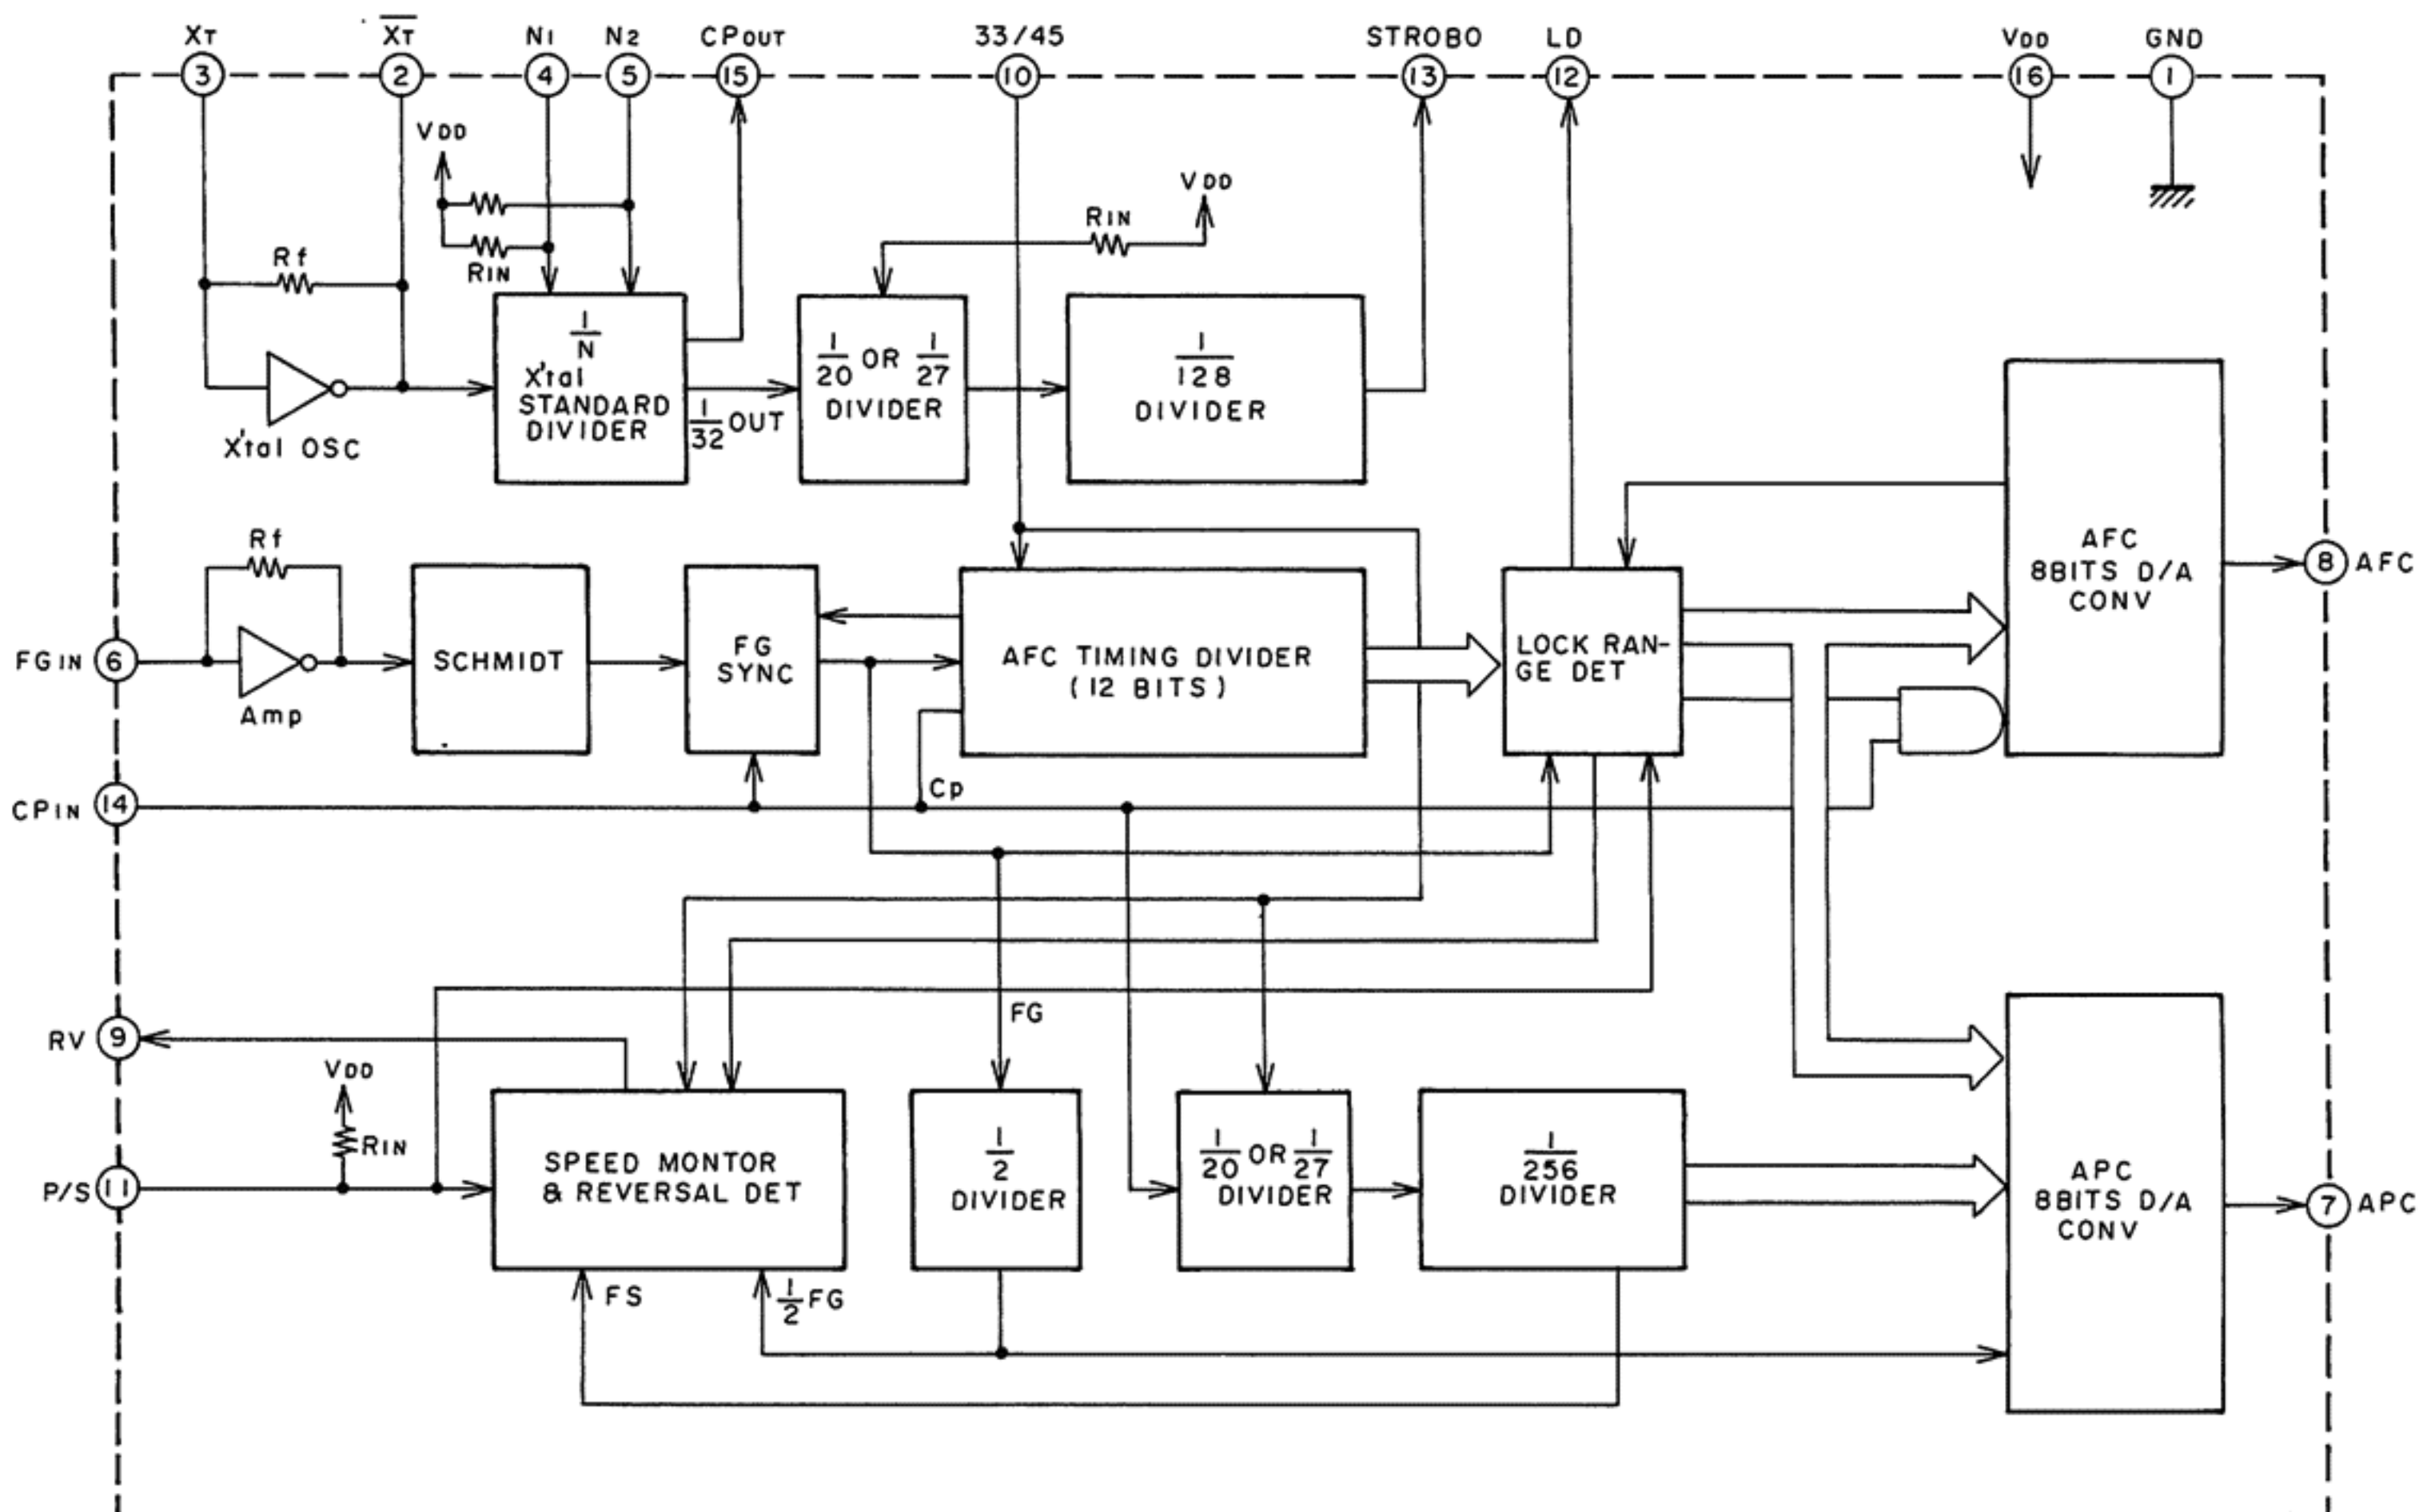 XT
X̅T̅
N1
N2
CPOUT
33/45
STROBO
LD
VDD
GND
3
2
4
5
15
10
13
12
16
1
VDD
VDD
RIN
Rf
RIN
1/N
X'tal
STANDARD
DIVIDER
1/20 OR 1/27
DIVIDER
1/128
DIVIDER
1/32 OUT
X'tal OSC
AFC
8BITS D/A
CONV
8 AFC
Rf
FGIN 6
Amp
SCHMIDT
FG
SYNC
AFC TIMING DIVIDER
(12 BITS)
LOCK RAN-
GE DET
CPIN 14
CP
RV 9
FG
VDD
RIN
P/S 11
SPEED MONTOR
& REVERSAL DET
1/2
DIVIDER
1/20 OR 1/27
DIVIDER
1/256
DIVIDER
APC
8BITS D/A
CONV
7 APC
FS
1/2 FG